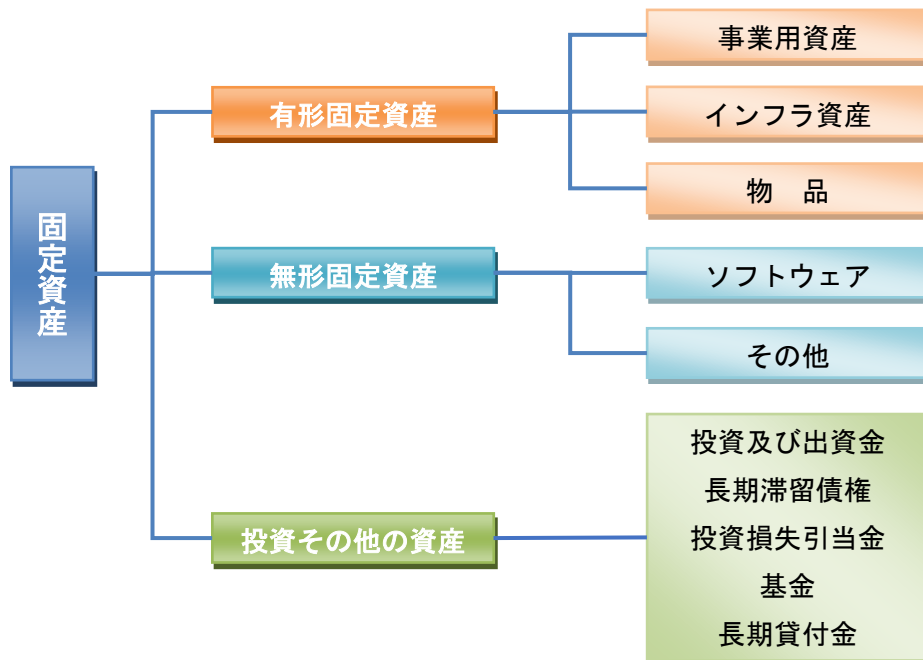 固定資産
有形固定資産
事業用資産
インフラ資産
物　品
無形固定資産
ソフトウェア
その他
投資その他の資産
投資及び出資金
長期滞留債権
投資損失引当金
基金
長期貸付金